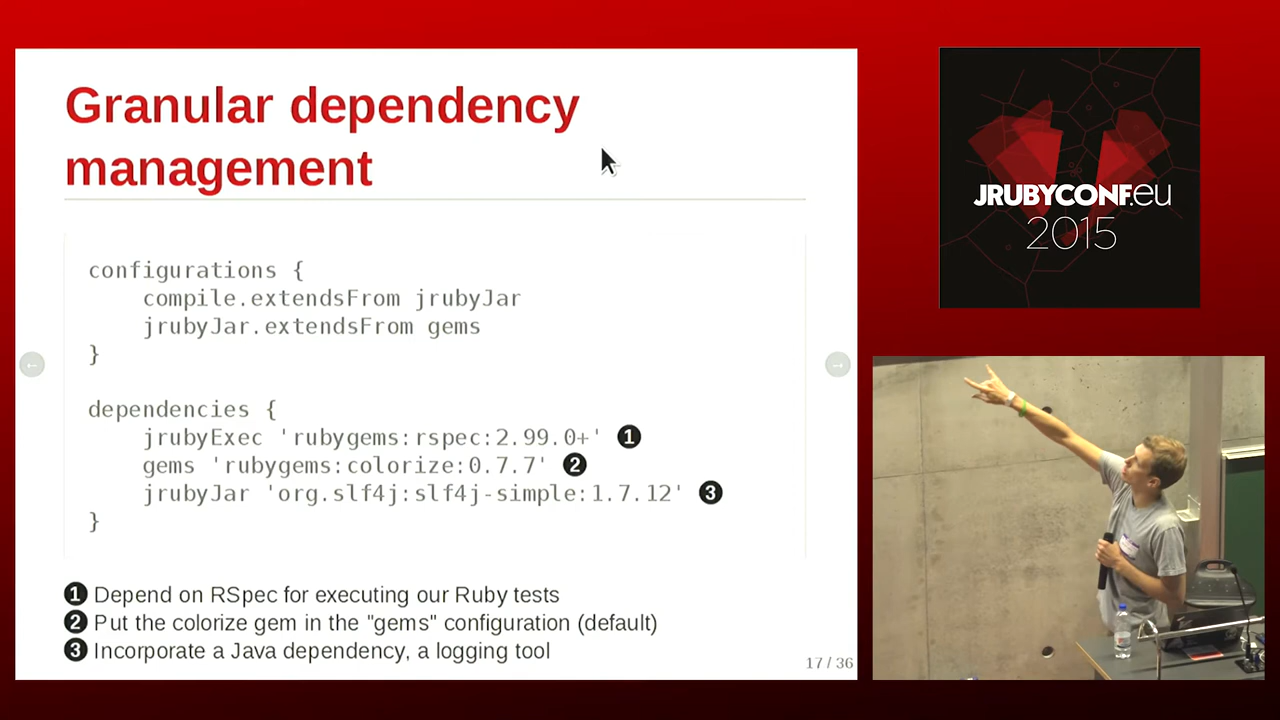 Granular dependency
management
configurations {
    compile.extendsFrom jrubyJar
    jrubyJar.extendsFrom gems
}
dependencies {
    jrubyExec 'rubygems:rspec:2.99.0+' 1
    gems 'rubygems:colorize:0.7.7' 2
    jrubyJar 'org.slf4j:slf4j-simple:1.7.12' 3
}
1 Depend on RSpec for executing our Ruby tests
2 Put the colorize gem in the "gems" configuration (default)
3 Incorporate a Java dependency, a logging tool
17 / 36
JRUBYCONF.eu
2015